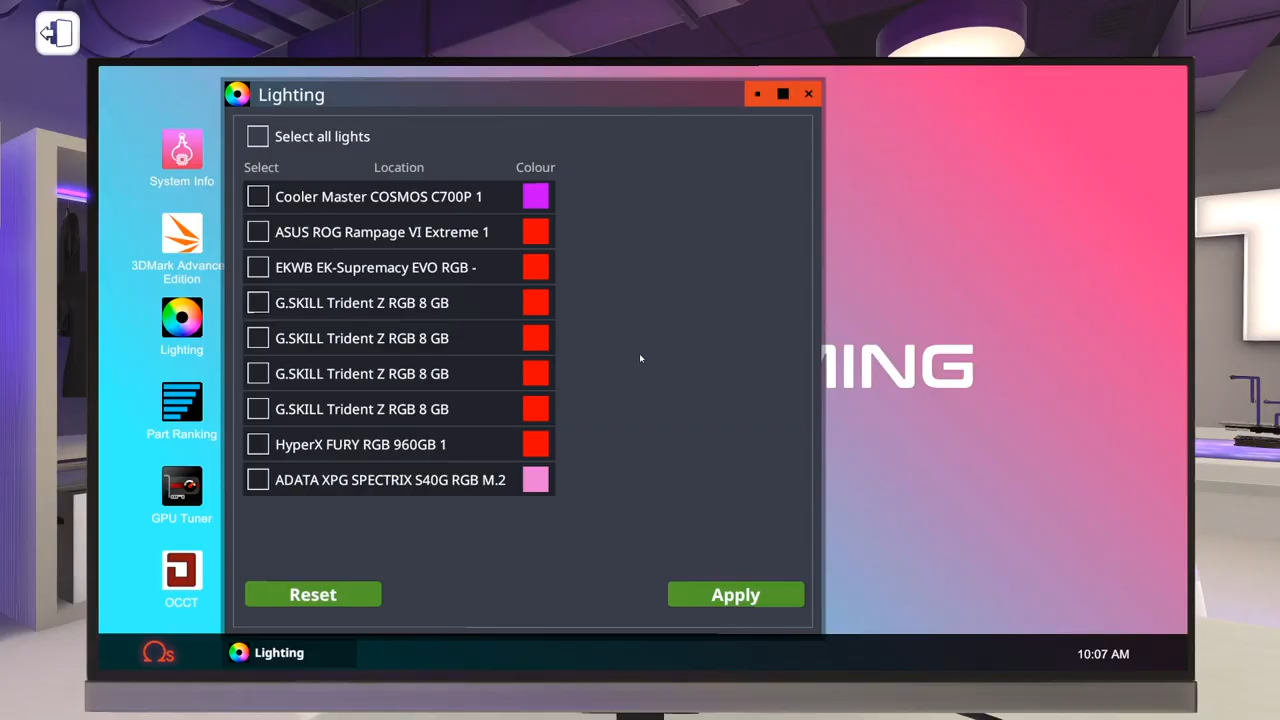 Lighting
Select all lights
Select Location Colour
Cooler Master COSMOS C700P 1
ASUS ROG Rampage VI Extreme 1
EKWB EK-Supremacy EVO RGB -
G.SKILL Trident Z RGB 8 GB
G.SKILL Trident Z RGB 8 GB
G.SKILL Trident Z RGB 8 GB
G.SKILL Trident Z RGB 8 GB
HyperX FURY RGB 960GB 1
ADATA XPG SPECTRIX S40G RGB M.2
Reset
Apply
System Info
3DMark Advance
Edition
Lighting
Part Ranking
GPU Tuner
OCCT
MING
Ωs
Lighting
10:07 AM